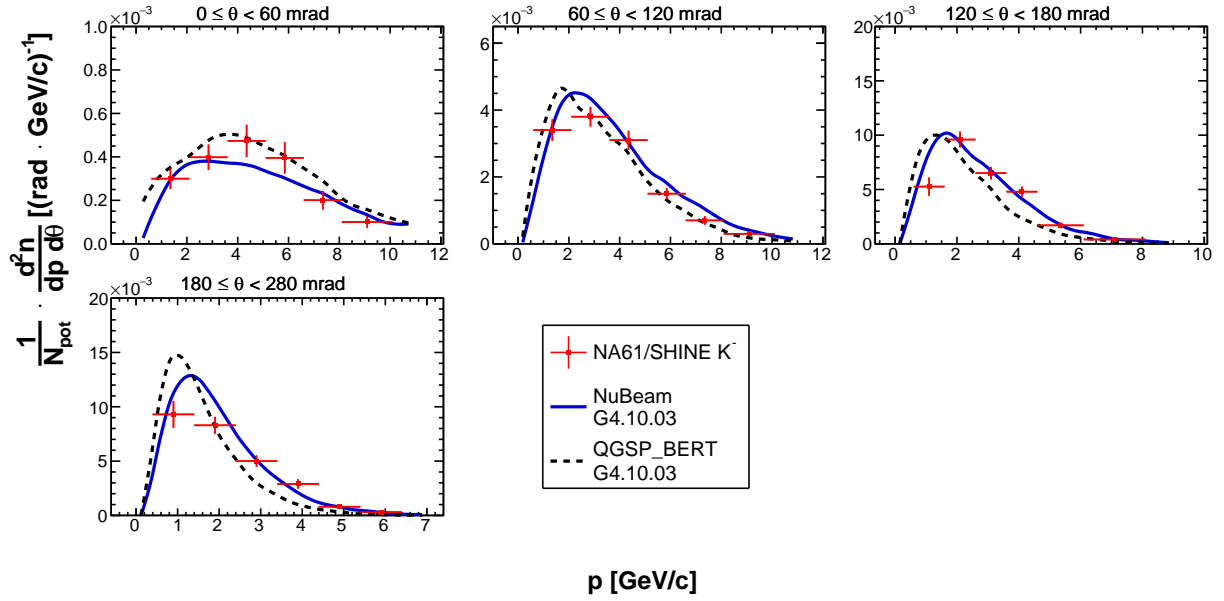 0 ≤ θ < 60 mrad
×10⁻³
1.0
0.8
0.6
0.4
0.2
0.0
0 2 4 6 8 10 12
60 ≤ θ < 120 mrad
×10⁻³
6
4
2
0
0 2 4 6 8 10 12
120 ≤ θ < 180 mrad
×10⁻³
20
15
10
5
0
0 2 4 6 8 10
180 ≤ θ < 280 mrad
×10⁻³
20
15
10
5
0
0 1 2 3 4 5 6 7
1/N_pot · d²n/dp dθ [(rad · GeV/c)⁻¹]
NA61/SHINE K⁻
NuBeam
G4.10.03
QGSP_BERT
G4.10.03
p [GeV/c]